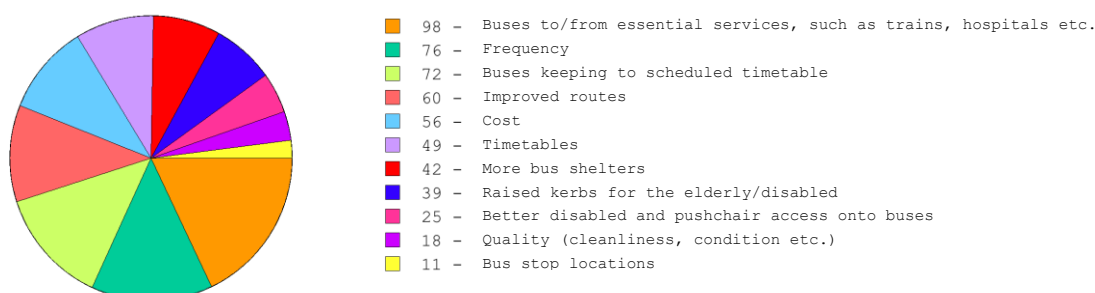 98 - Buses to/from essential services, such as trains, hospitals etc.
76 - Frequency
72 - Buses keeping to scheduled timetable
60 - Improved routes
56 - Cost
49 - Timetables
42 - More bus shelters
39 - Raised kerbs for the elderly/disabled
25 - Better disabled and pushchair access onto buses
18 - Quality (cleanliness, condition etc.)
11 - Bus stop locations